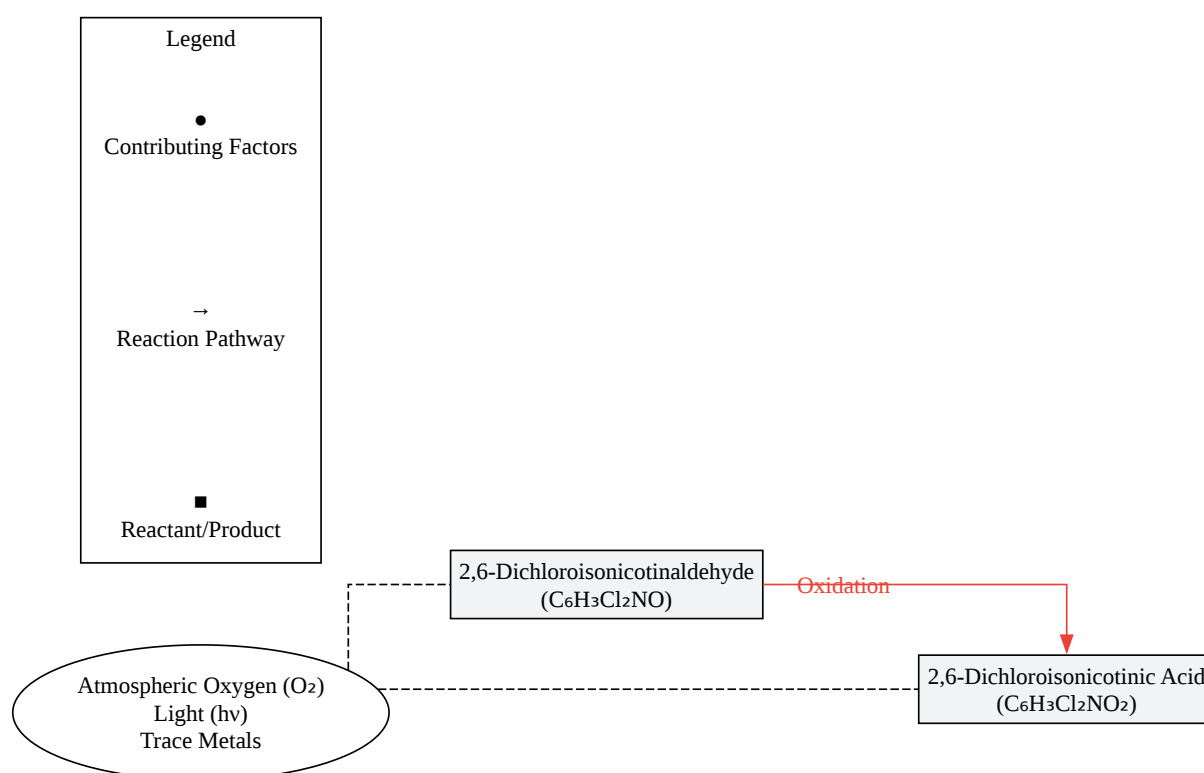 Legend
●
Contributing Factors
→
Reaction Pathway
■
Reactant/Product
2,6-Dichloroisonicotinaldehyde
(C₆H₃Cl₂NO)
Oxidation
2,6-Dichloroisonicotinic Acid
(C₆H₃Cl₂NO₂)
Atmospheric Oxygen (O₂)
Light (hν)
Trace Metals